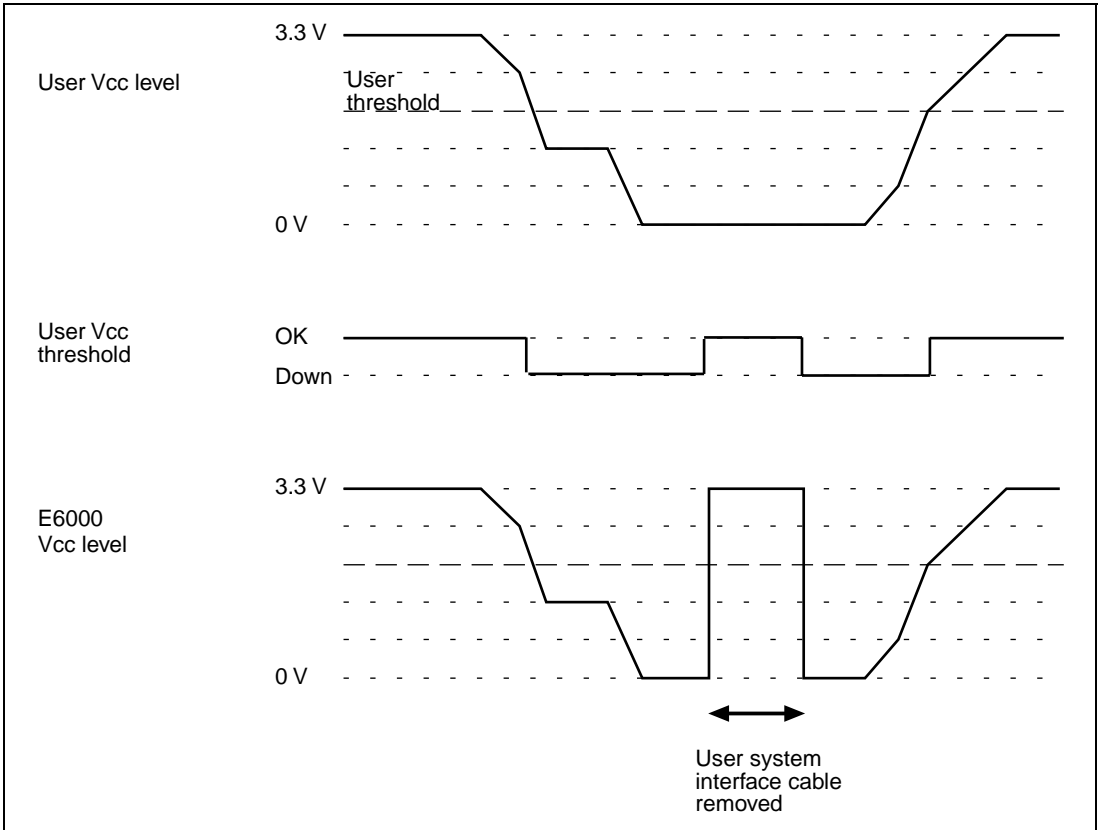 3.3 V
User Vcc level
User
threshold
0 V
User Vcc
threshold
OK
Down
3.3 V
E6000
Vcc level
0 V
User system
interface cable
removed